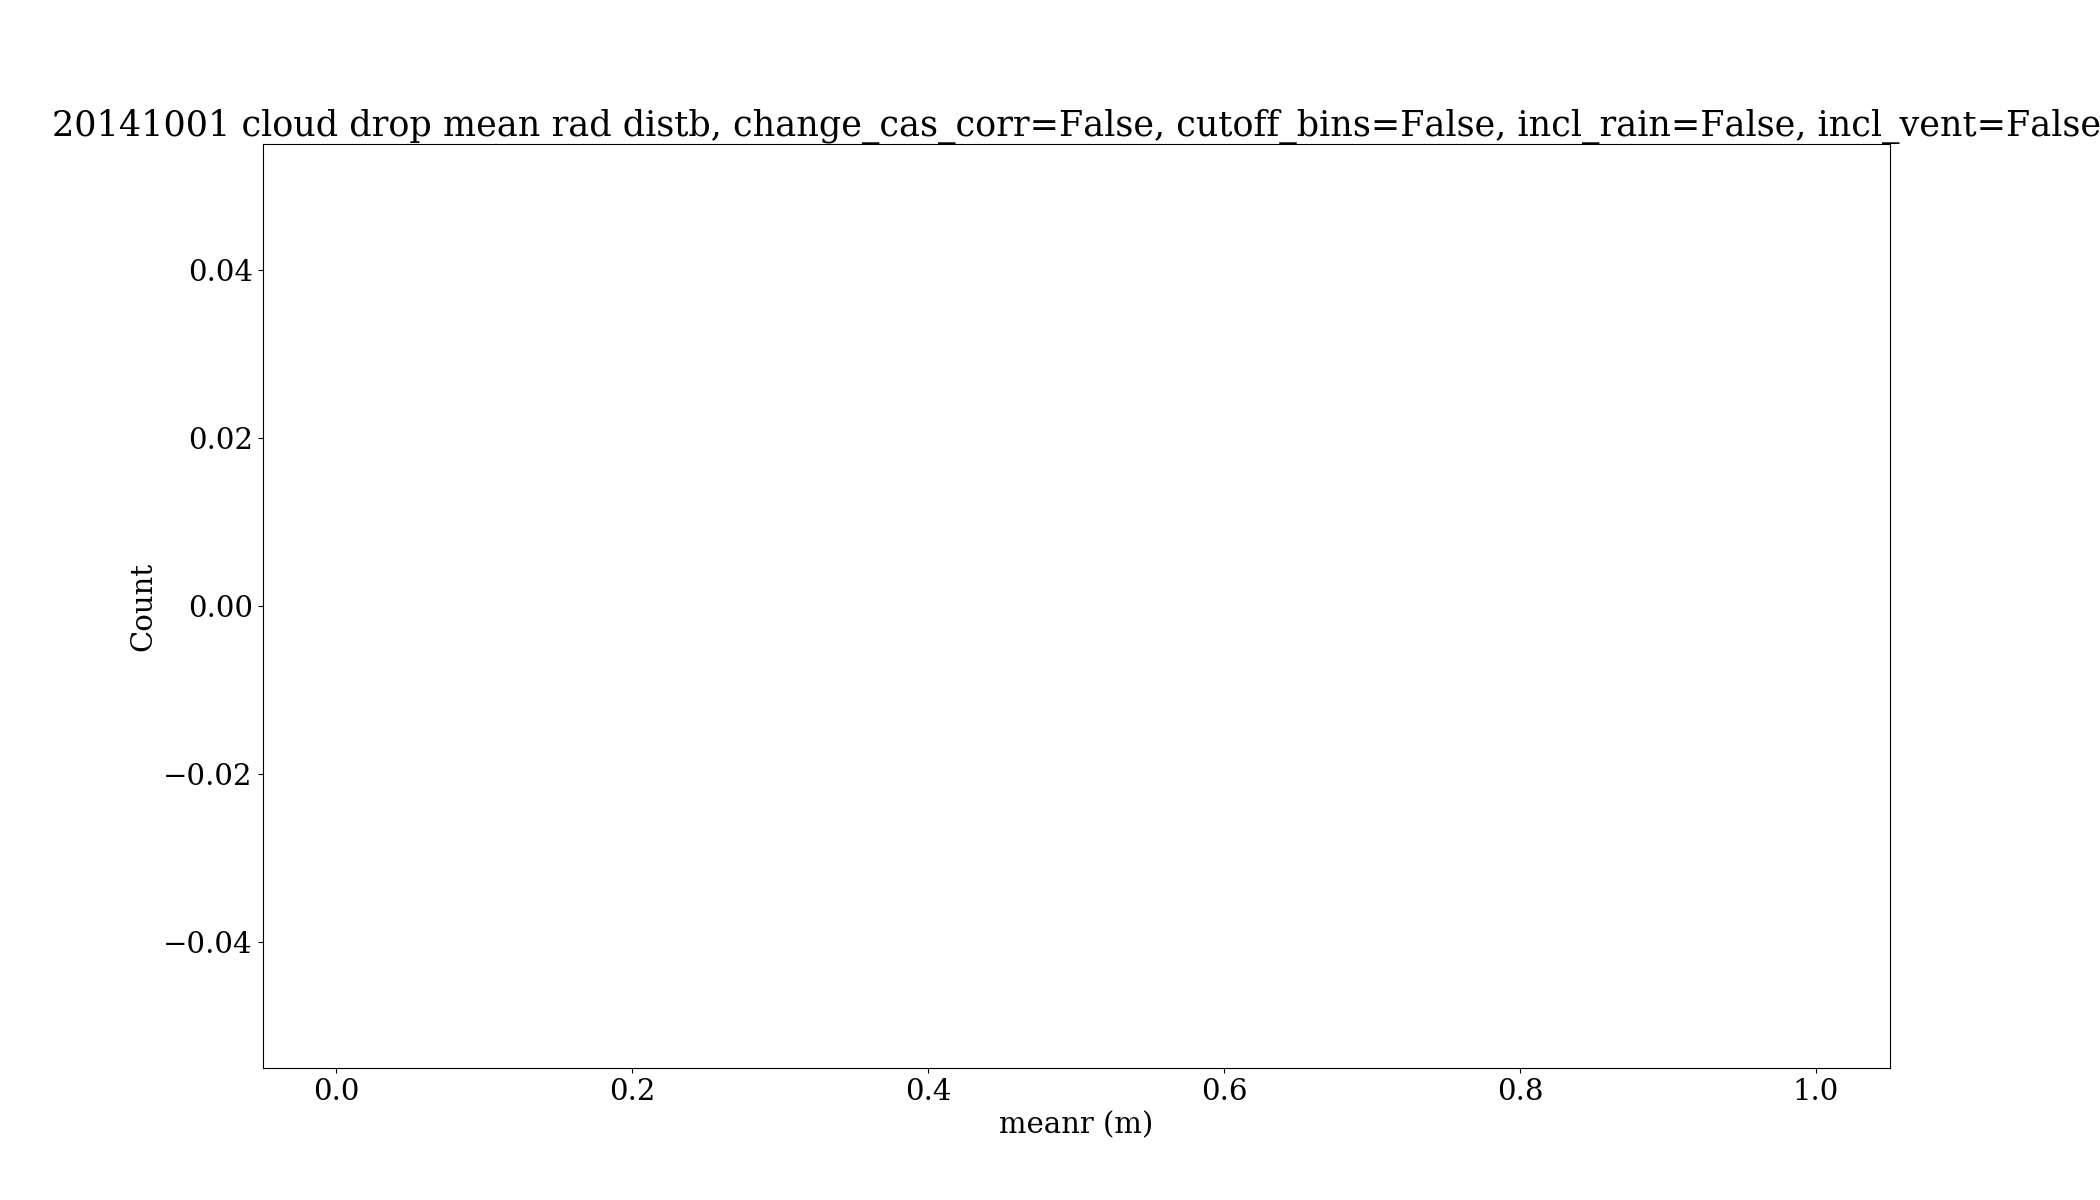 20141001 cloud drop mean rad distb, change_cas_corr=False, cutoff_bins=False, incl_rain=False, incl_vent=False
0.04
0.02
0.00
−0.02
−0.04
Count
0.0 0.2 0.4 0.6 0.8 1.0
meanr (m)